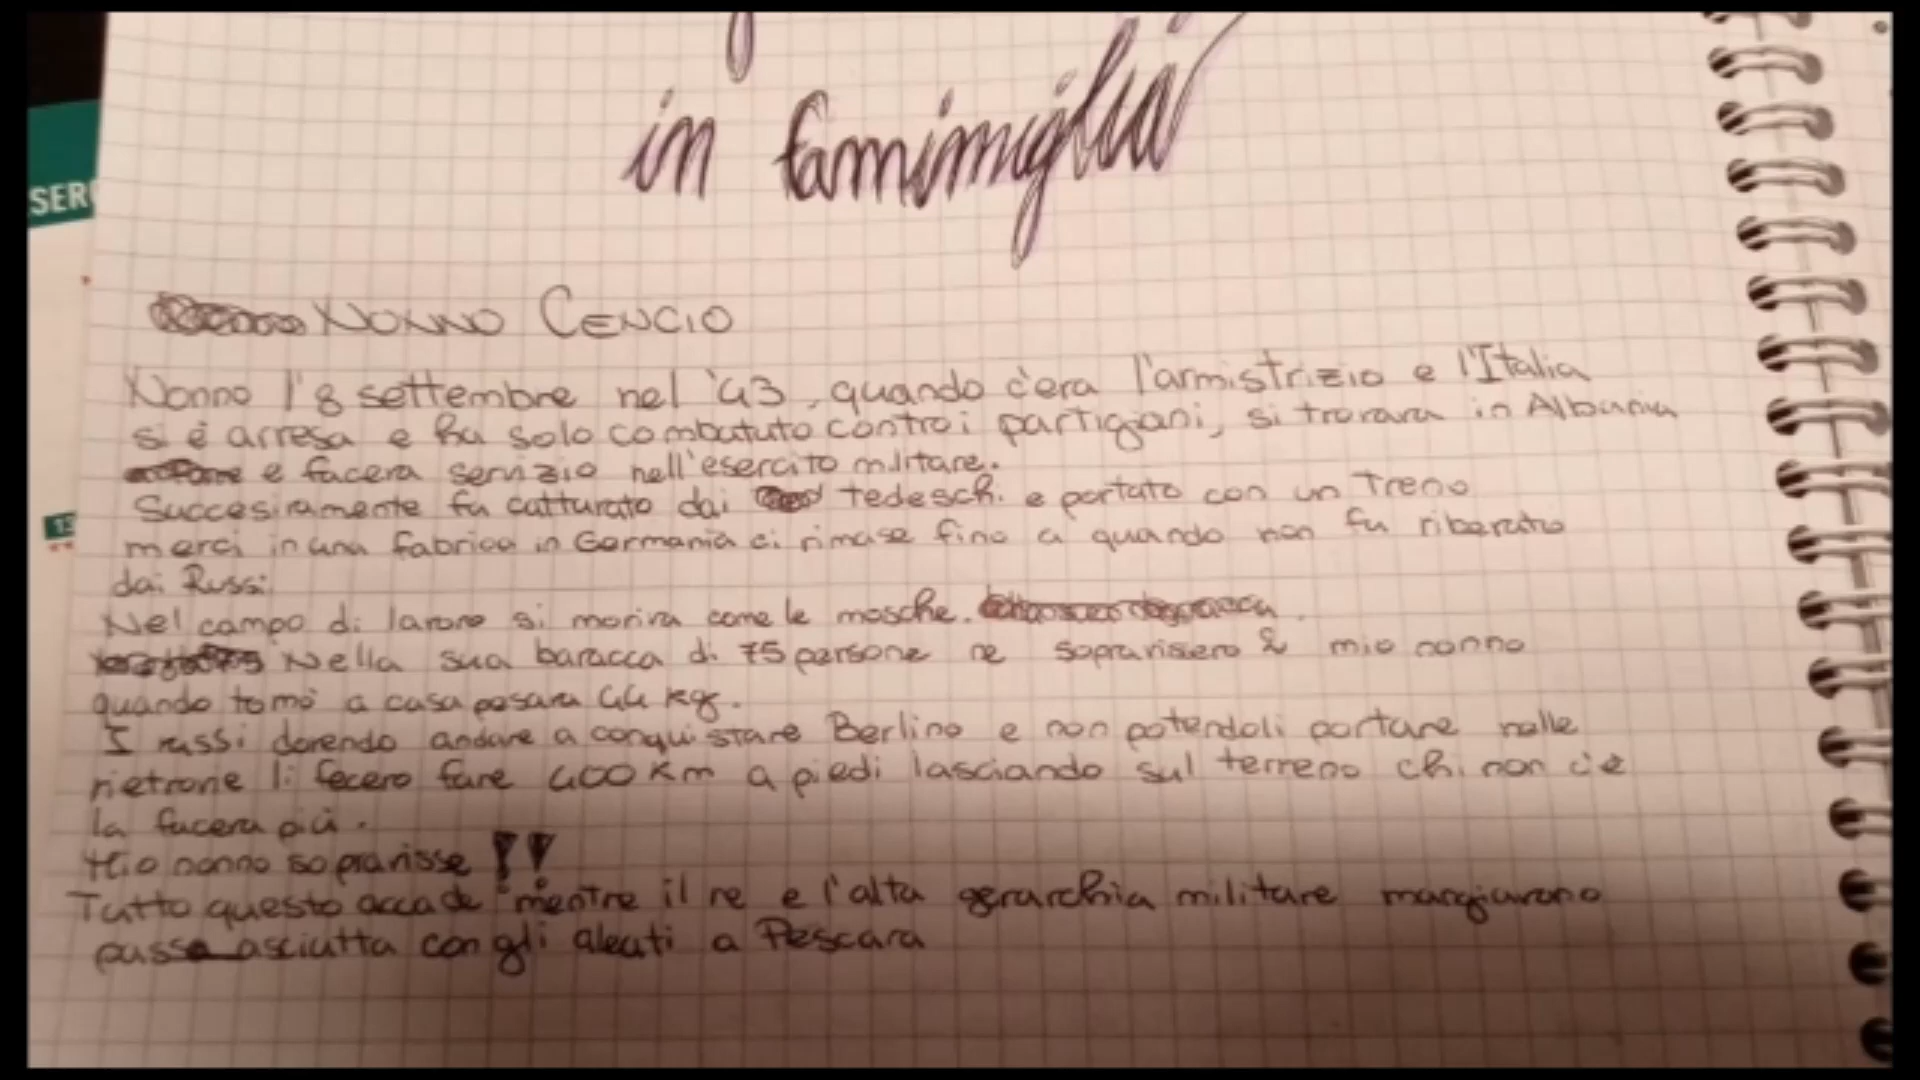 in famimiglia
SER
NONNO CENCIO
Nonno l'8 settembre nel '43, quando c'era l'armistrizio e l'Italia
si è arresa e ha solo combatuto contro i partigiani, si trovava in Albania
e faceva servizio nell'esercito militare.
Succesivamente fu catturato dai tedeschi e portato con un treno
merci in una fabrica in Germania ci rimase fino a quando non fu riberato
dai Russi
Nel campo di lavoro si moriva come le mosche.
Nella sua baracca di 75 persone ne sopravissero 2 mio nonno
quando tornò a casa pesava 44 kg.
I russi dovendo andare a conquistare Berlino e non potendoli portare nelle
rietrovie li fecero fare 400 Km a piedi lasciando sul terreno chi non c'è
la faceva più.
Mio nonno sopravisse !!
Tutto questo accade mentre il re e l'alta gerarchia militare mangiavano
passa asciutta con gli aleati a Pescara